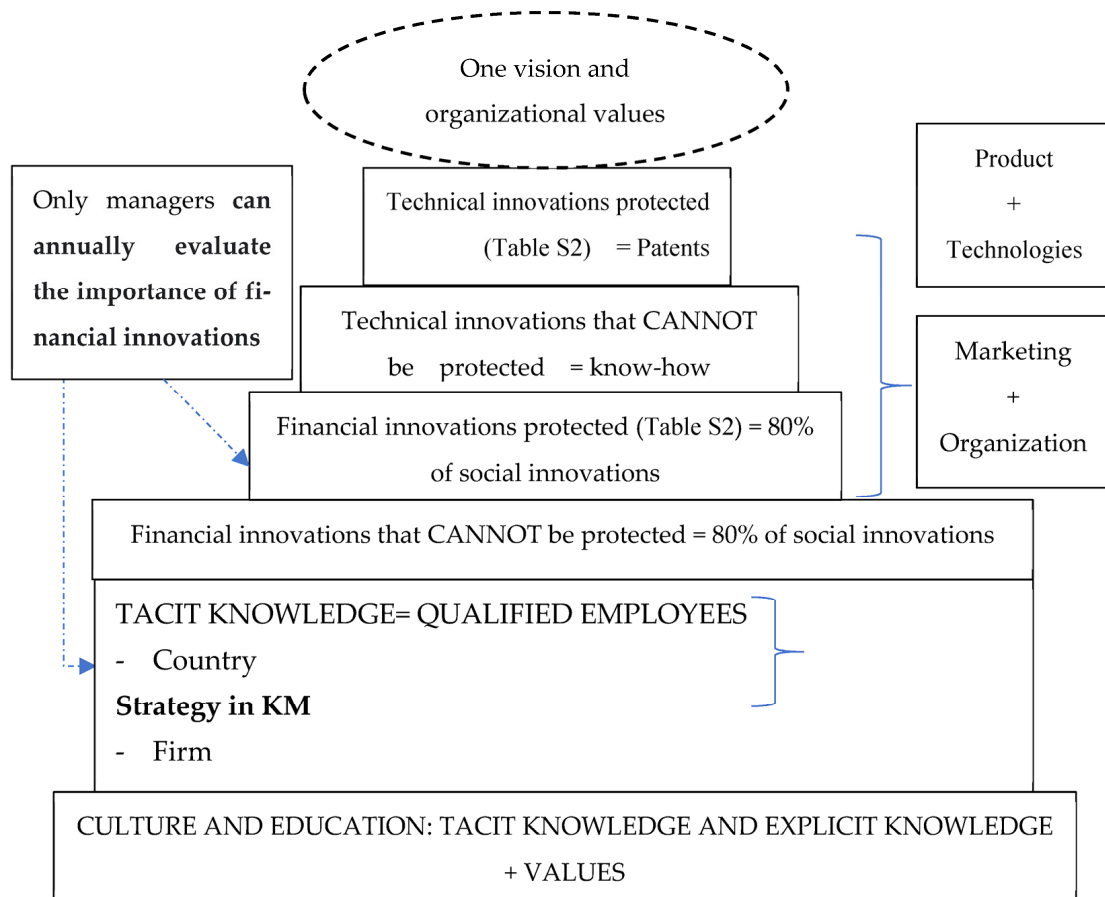 One vision and
organizational values
Only managers can
annually evaluate
the importance of fi-
nancial innovations
Technical innovations protected
(Table S2) = Patents
Technical innovations that CANNOT
be protected = know-how
Financial innovations protected (Table S2) = 80%
of social innovations
Financial innovations that CANNOT be protected = 80% of social innovations
Product
+
Technologies
Marketing
+
Organization
TACIT KNOWLEDGE= QUALIFIED EMPLOYEES
- Country
Strategy in KM
- Firm
CULTURE AND EDUCATION: TACIT KNOWLEDGE AND EXPLICIT KNOWLEDGE
+ VALUES